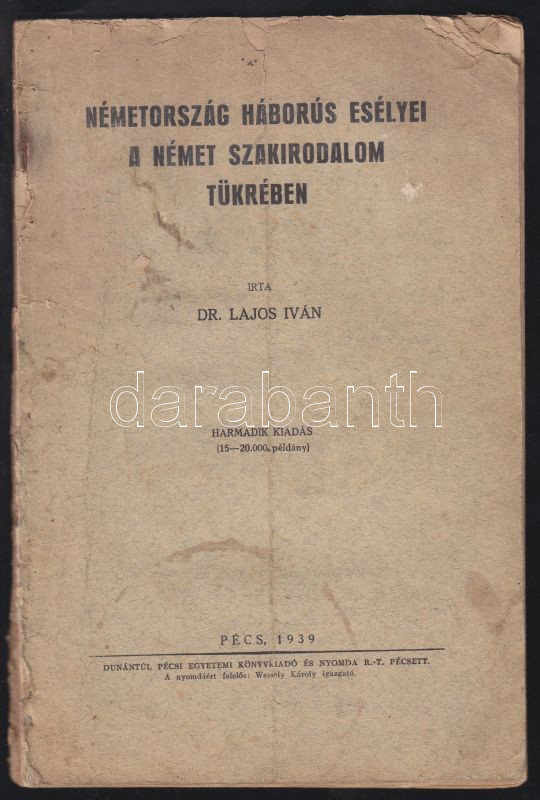 NÉMETORSZÁG HÁBORÚS ESÉLYEI
A NÉMET SZAKIRODALOM
TÜKRÉBEN
IRTA
DR. LAJOS IVÁN
darabanth
HARMADIK KIADÁS
(15—20.000, példány)
PÉCS, 1939
DUNÁNTÚL PÉCSI EGYETEMI KÖNYVKIADÓ ÉS NYOMDA R.-T. PÉCSETT.
A nyomdáért felelős: Wessély Károly igazgató.